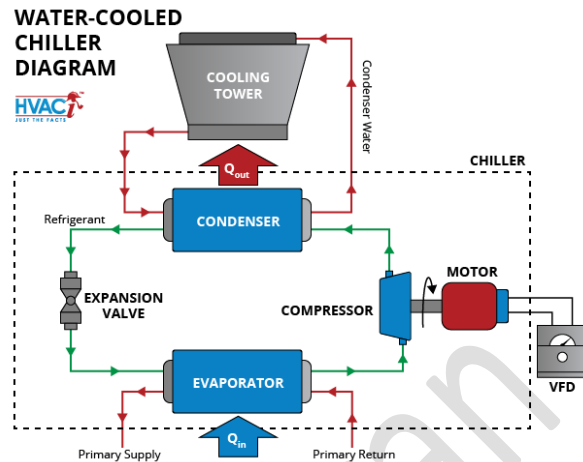 WATER-COOLED
CHILLER
DIAGRAM
HVACi
JUST THE FACTS
COOLING
TOWER
Condenser Water
Qout
CHILLER
CONDENSER
Refrigerant
EXPANSION
VALVE
COMPRESSOR
MOTOR
VFD
EVAPORATOR
Qin
Primary Supply
Primary Return